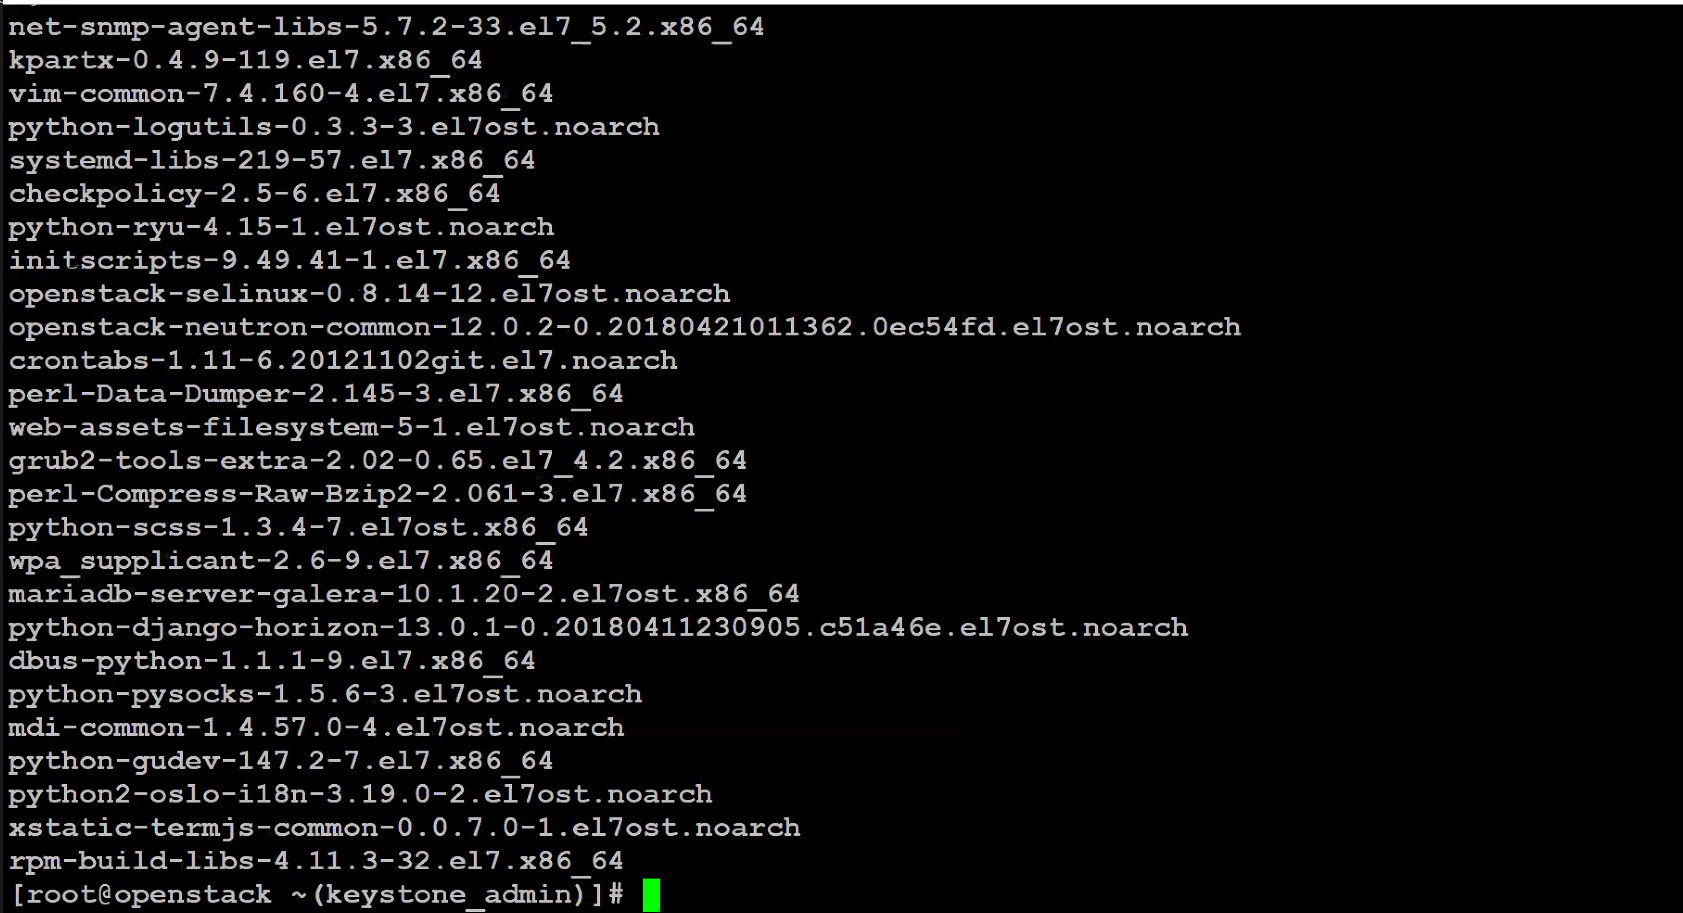 net-snmp-agent-libs-5.7.2-33.el7_5.2.x86_64
kpartx-0.4.9-119.el7.x86_64
vim-common-7.4.160-4.el7.x86_64
python-logutils-0.3.3-3.el7ost.noarch
systemd-libs-219-57.el7.x86_64
checkpolicy-2.5-6.el7.x86_64
python-ryu-4.15-1.el7ost.noarch
initscripts-9.49.41-1.el7.x86_64
openstack-selinux-0.8.14-12.el7ost.noarch
openstack-neutron-common-12.0.2-0.20180421011362.0ec54fd.el7ost.noarch
crontabs-1.11-6.20121102git.el7.noarch
perl-Data-Dumper-2.145-3.el7.x86_64
web-assets-filesystem-5-1.el7ost.noarch
grub2-tools-extra-2.02-0.65.el7_4.2.x86_64
perl-Compress-Raw-Bzip2-2.061-3.el7.x86_64
python-scss-1.3.4-7.el7ost.x86_64
wpa_supplicant-2.6-9.el7.x86_64
mariadb-server-galera-10.1.20-2.el7ost.x86_64
python-django-horizon-13.0.1-0.20180411230905.c51a46e.el7ost.noarch
dbus-python-1.1.1-9.el7.x86_64
python-pysocks-1.5.6-3.el7ost.noarch
mdi-common-1.4.57.0-4.el7ost.noarch
python-gudev-147.2-7.el7.x86_64
python2-oslo-i18n-3.19.0-2.el7ost.noarch
xstatic-termjs-common-0.0.7.0-1.el7ost.noarch
rpm-build-libs-4.11.3-32.el7.x86_64
[root@openstack ~(keystone_admin)]#